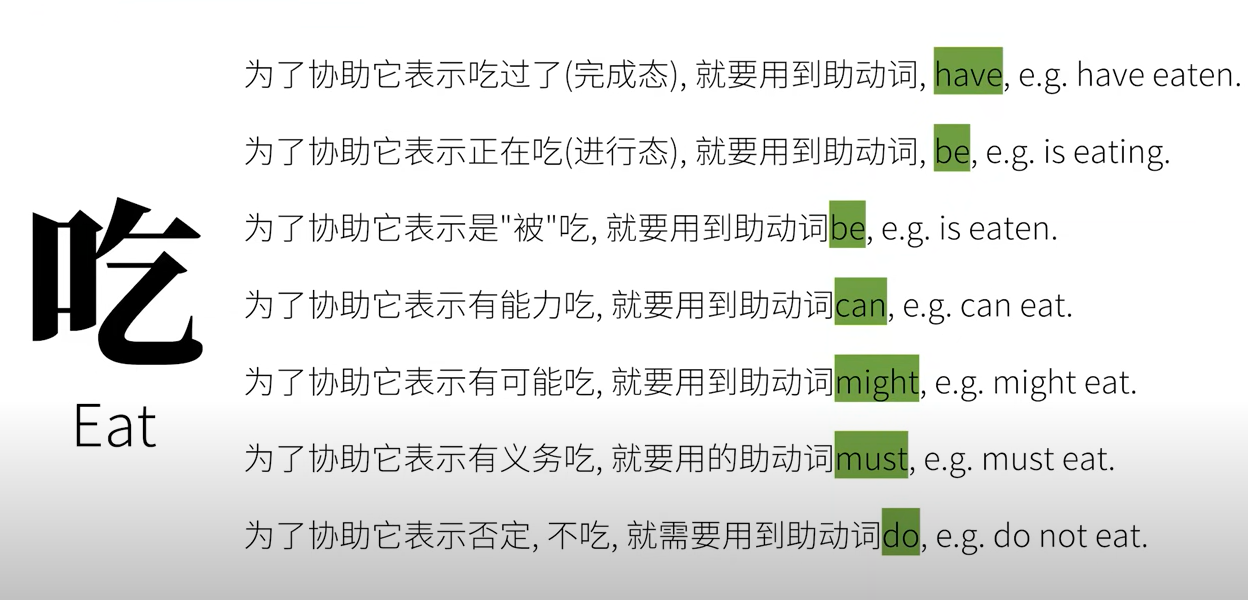 吃
Eat
为了协助它表示吃过了(完成态), 就要用到助动词, have, e.g. have eaten.
为了协助它表示正在吃(进行态), 就要用到助动词, be, e.g. is eating.
为了协助它表示是"被"吃, 就要用到助动词be, e.g. is eaten.
为了协助它表示有能力吃, 就要用到助动词can, e.g. can eat.
为了协助它表示有可能吃, 就要用到助动词might, e.g. might eat.
为了协助它表示有义务吃, 就要用的助动词must, e.g. must eat.
为了协助它表示否定, 不吃, 就需要用到助动词do, e.g. do not eat.